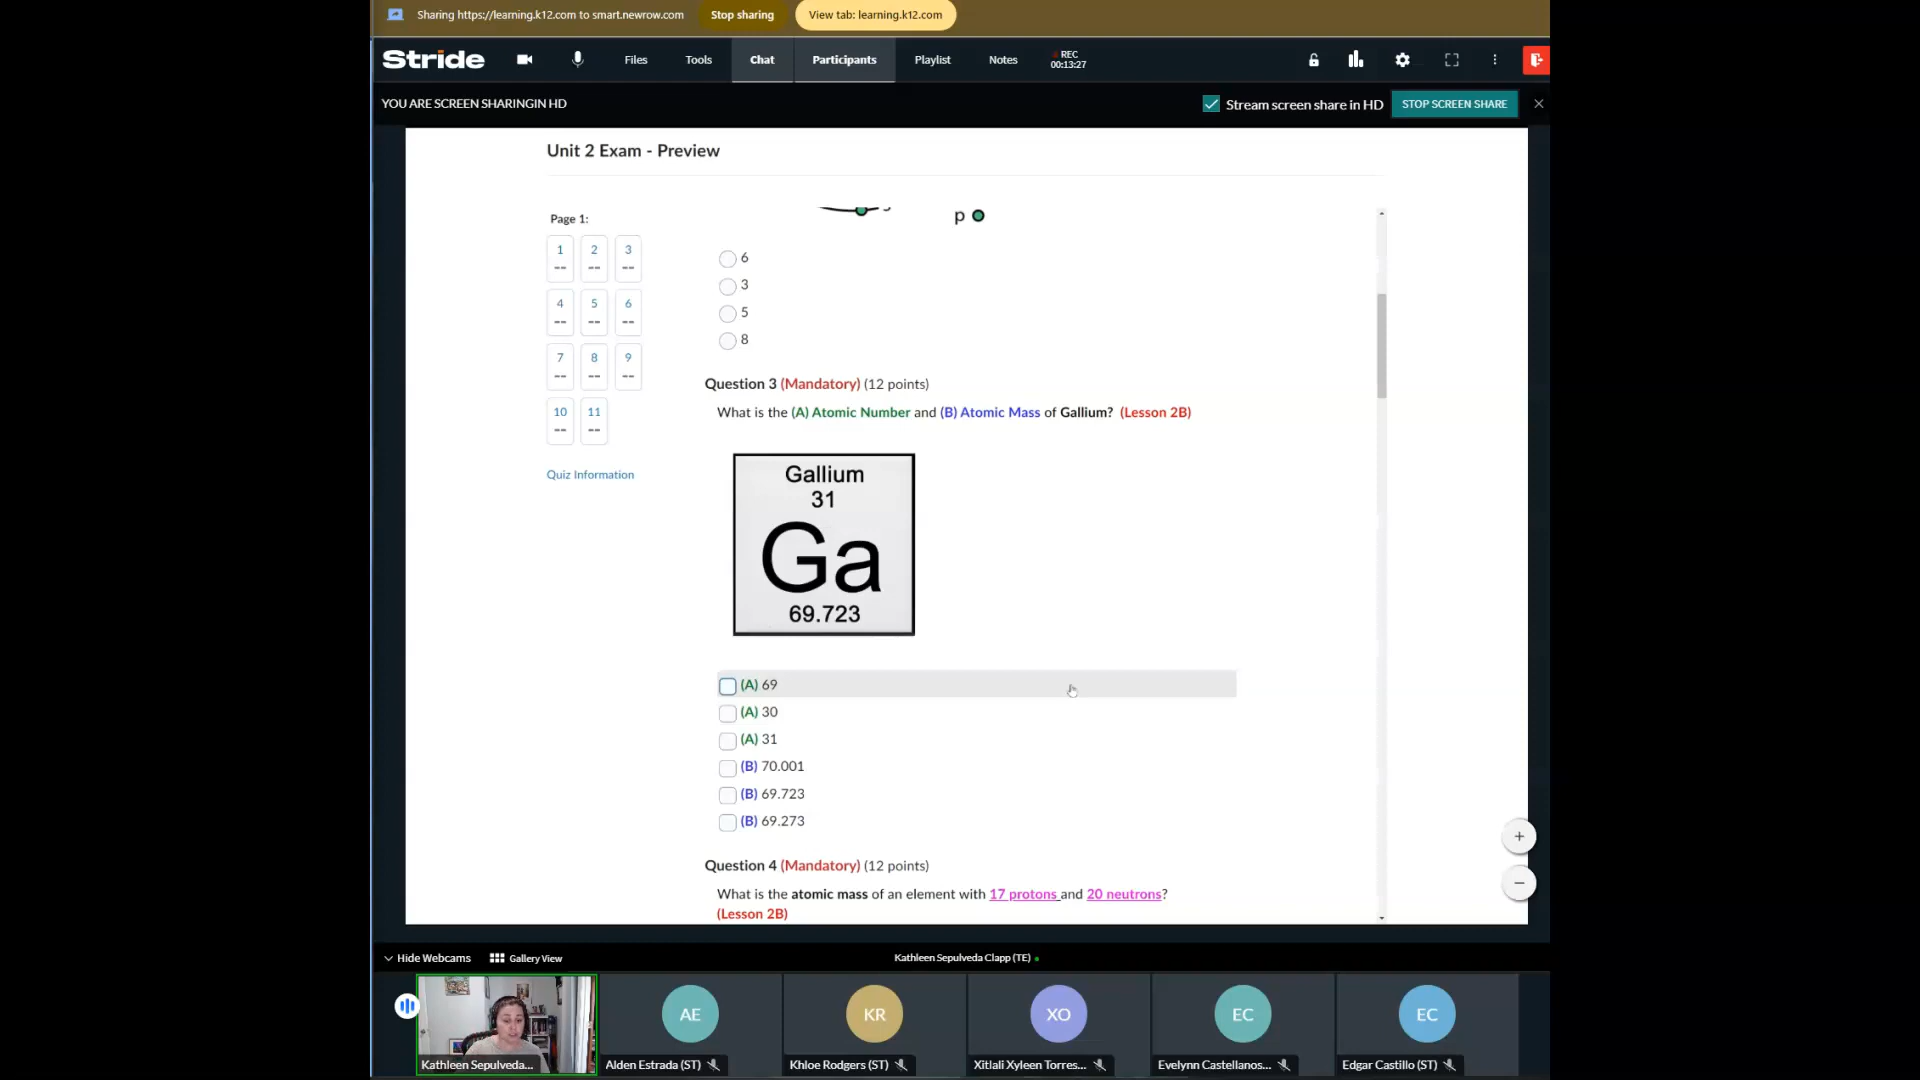 Sharing https://learning.k12.com to smart.newrow.com
Stop sharing
View tab: learning.k12.com
Stride
Files
Tools
Chat
Participants
Playlist
Notes
REC
00:13:27
YOU ARE SCREEN SHARINGIN HD
Stream screen share in HD
STOP SCREEN SHARE
Unit 2 Exam - Preview
Page 1:
1 2 3
-- -- --
4 5 6
-- -- --
7 8 9
-- -- --
10 11
-- --
Quiz Information
p
6
3
5
8
Question 3 (Mandatory) (12 points)
What is the (A) Atomic Number and (B) Atomic Mass of Gallium? (Lesson 2B)
Gallium
31
Ga
69.723
(A) 69
(A) 30
(A) 31
(B) 70.001
(B) 69.723
(B) 69.273
Question 4 (Mandatory) (12 points)
What is the atomic mass of an element with 17 protons and 20 neutrons?
(Lesson 2B)
+
−
Hide Webcams
Gallery View
Kathleen Sepulveda Clapp (TE)
AE
KR
XO
EC
EC
Kathleen Sepulveda...
Alden Estrada (ST)
Khloe Rodgers (ST)
Xitlali Xyleen Torres...
Evelynn Castellanos...
Edgar Castillo (ST)